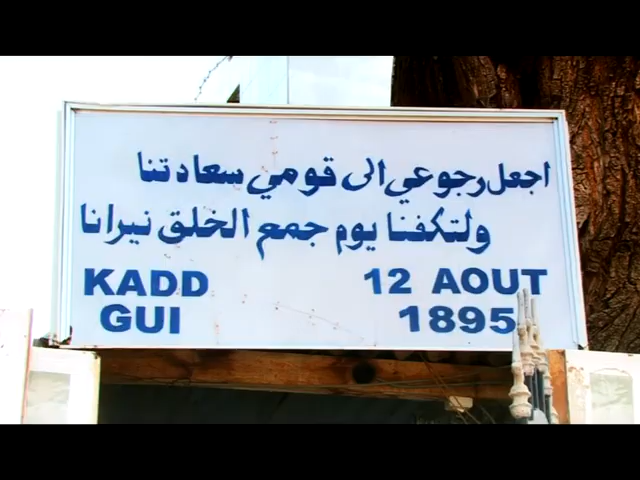 اجعل رجوعي الى قومي سعادتنا
ولتكفنا يوم جمع الخلق نيرانا
KADD 12 AOUT
GUI 1895